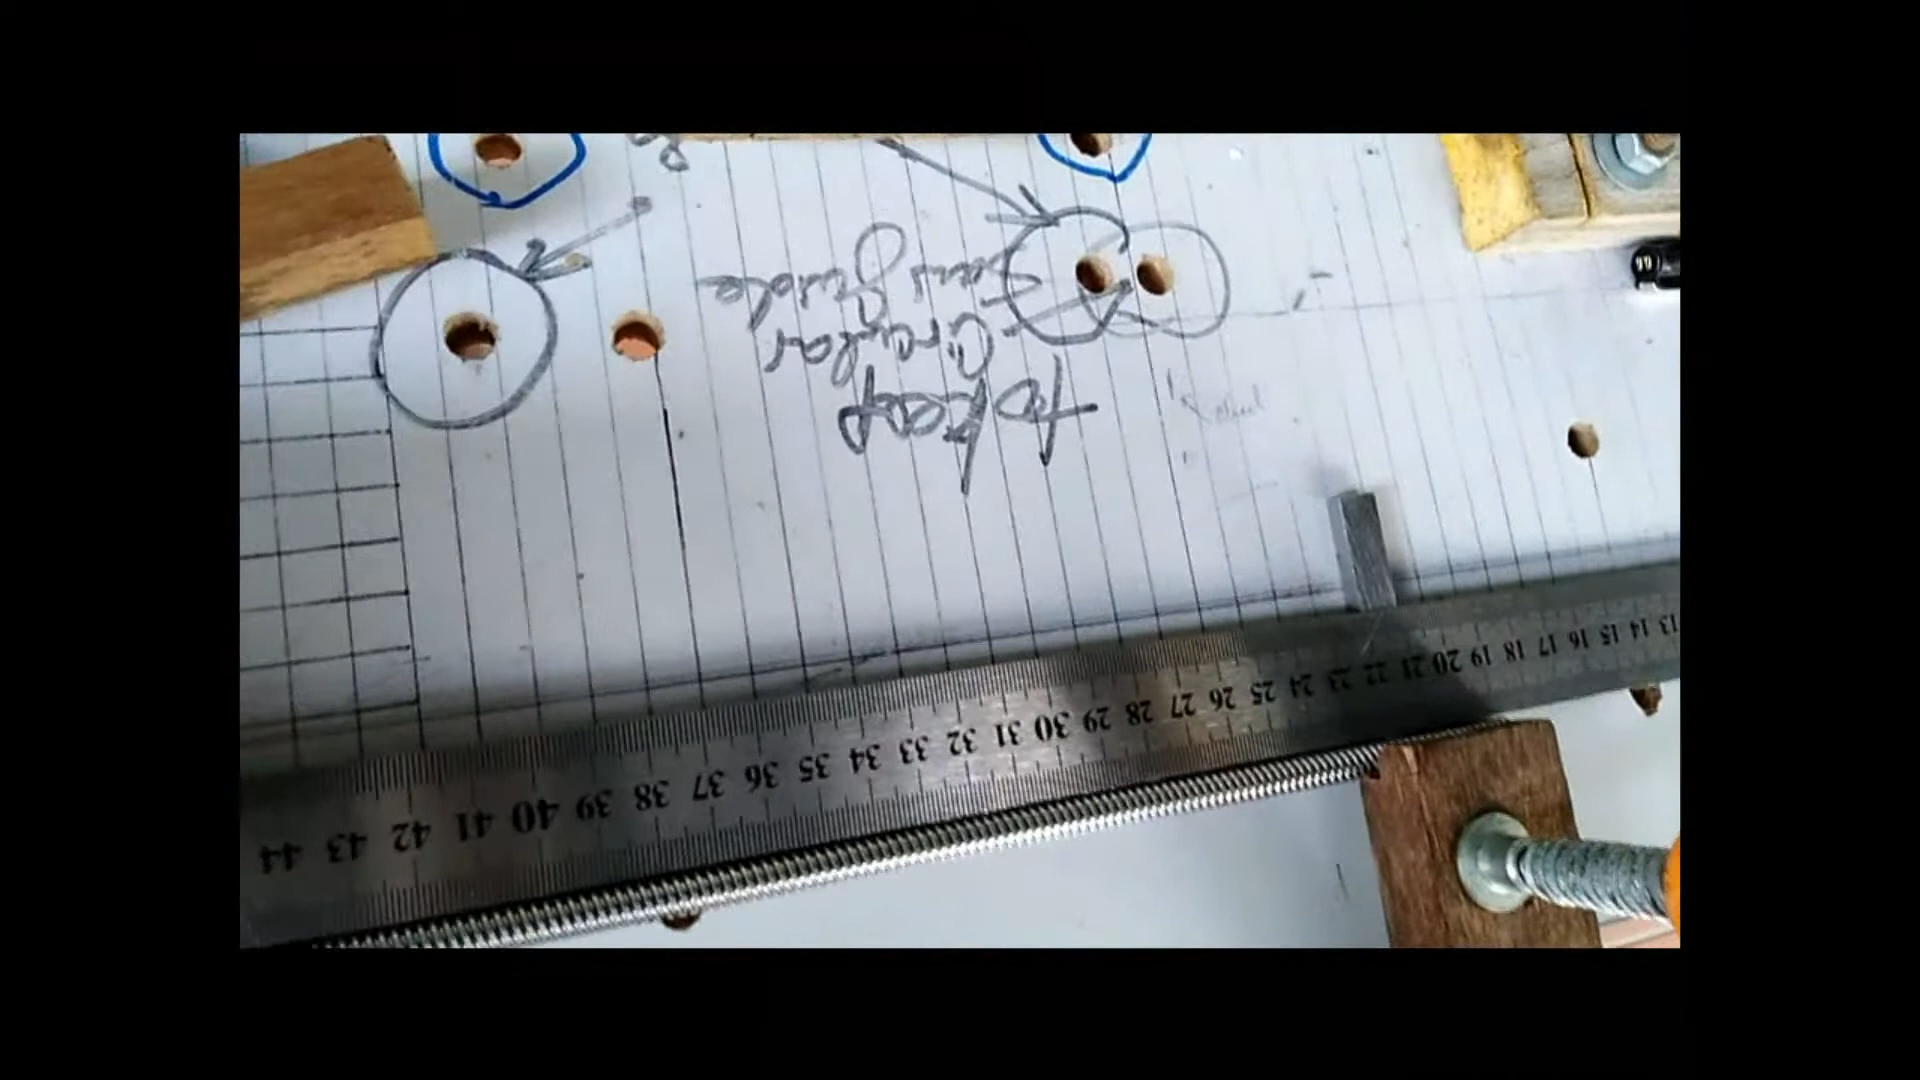 to keep
Circular
Saw guide
44 43 42 41 40 39 38 37 36 35 34 33 32 31 30 29 28 27 26 25 24 23 22 21 20 19 18 17 16 15 14 13